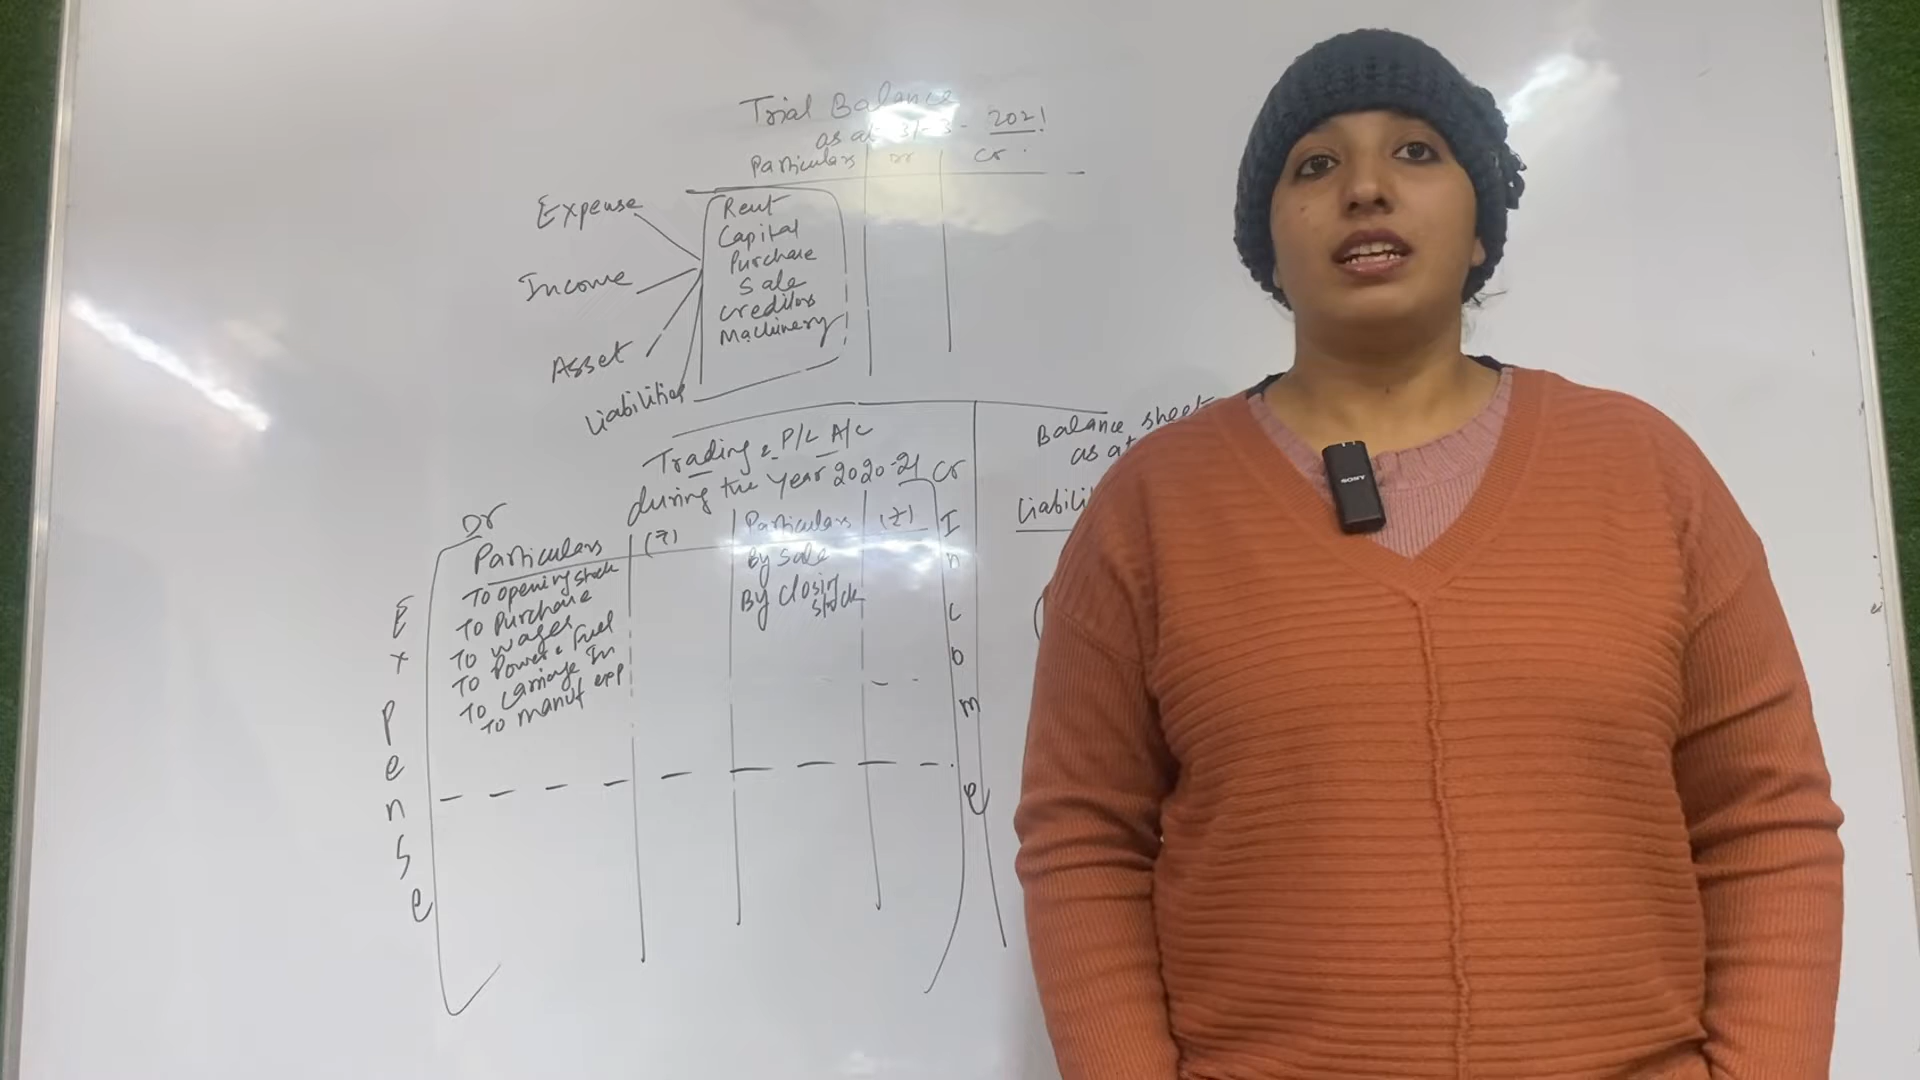 Trial Balance
as at 31-3-2021
Particulars Dr Cr
Expense
Income
Asset
Liabilities
Rent
Capital
Purchase
Sale
Creditors
Machinery
Trading & P/L A/c
during the Year 2020-21
Dr
Cr
Particulars (₹) Particulars (₹)
To opening stock
To Purchase
To wages
To Power & Fuel
To Carriage In
To manuf exp
By Sale
By Closing
stock
Expense
Income
Balance sheet
as at
Liabili
SONY